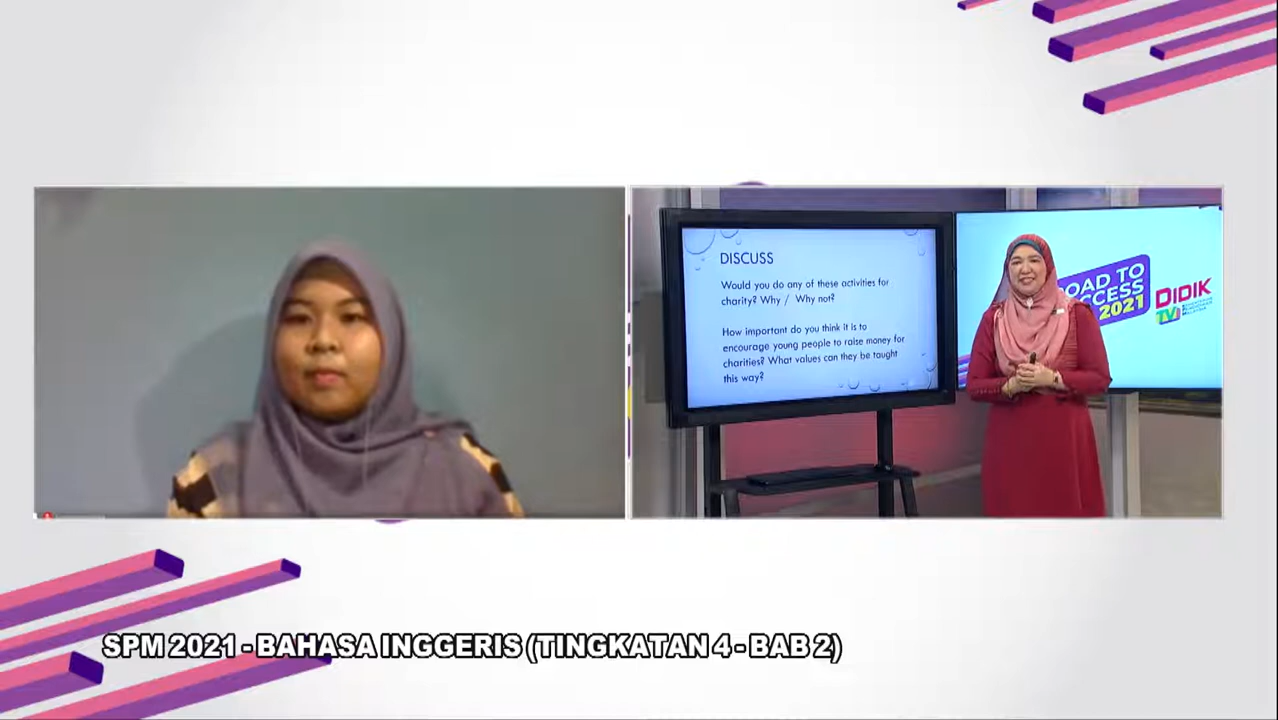 DISCUSS
Would you do any of these activities for
charity? Why / Why not?
How important do you think it is to
encourage young people to raise money for
charities? What values can they be taught
this way?
OAD TO
CCESS
2021
DIDIK
TV
SPM 2021 - BAHASA INGGERIS (TINGKATAN 4 - BAB 2)